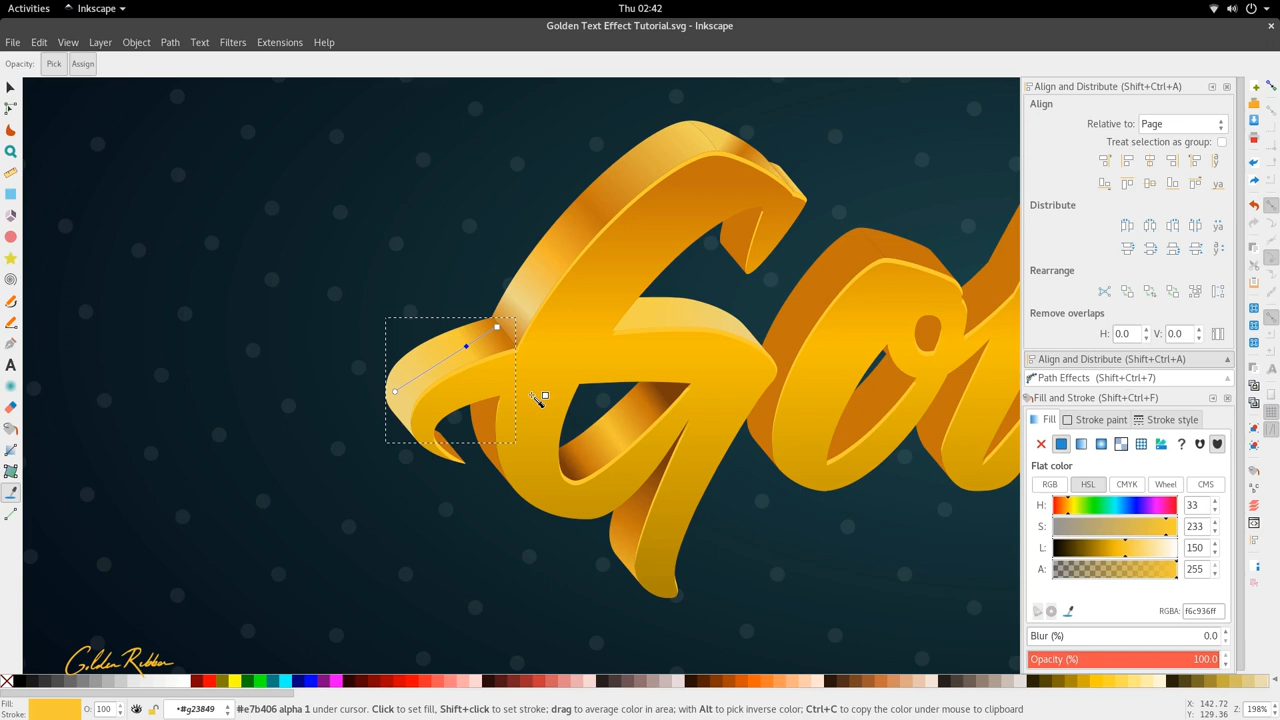 Activities Inkscape Thu 02:42
Golden Text Effect Tutorial.svg - Inkscape
File Edit View Layer Object Path Text Filters Extensions Help
Opacity: Pick Assign
Align and Distribute (Shift+Ctrl+A)
Align
Relative to: Page
Treat selection as group:
Distribute
Rearrange
Remove overlaps
H: 0.0 V: 0.0
Align and Distribute (Shift+Ctrl+A)
Path Effects (Shift+Ctrl+7)
Fill and Stroke (Shift+Ctrl+F)
Fill Stroke paint Stroke style
Flat color
RGB HSL CMYK Wheel CMS
H: 33
S: 233
L: 150
A: 255
RGBA: f6c936ff
Blur (%) 0.0
Opacity (%) 100.0
Golden Ribbon
Fill:
Stroke:
O: 100
•#g23849
#e7b406 alpha 1 under cursor. Click to set fill, Shift+click to set stroke; drag to average color in area; with Alt to pick inverse color; Ctrl+C to copy the color under mouse to clipboard
X: 142.72
Y: 129.36
Z: 198%